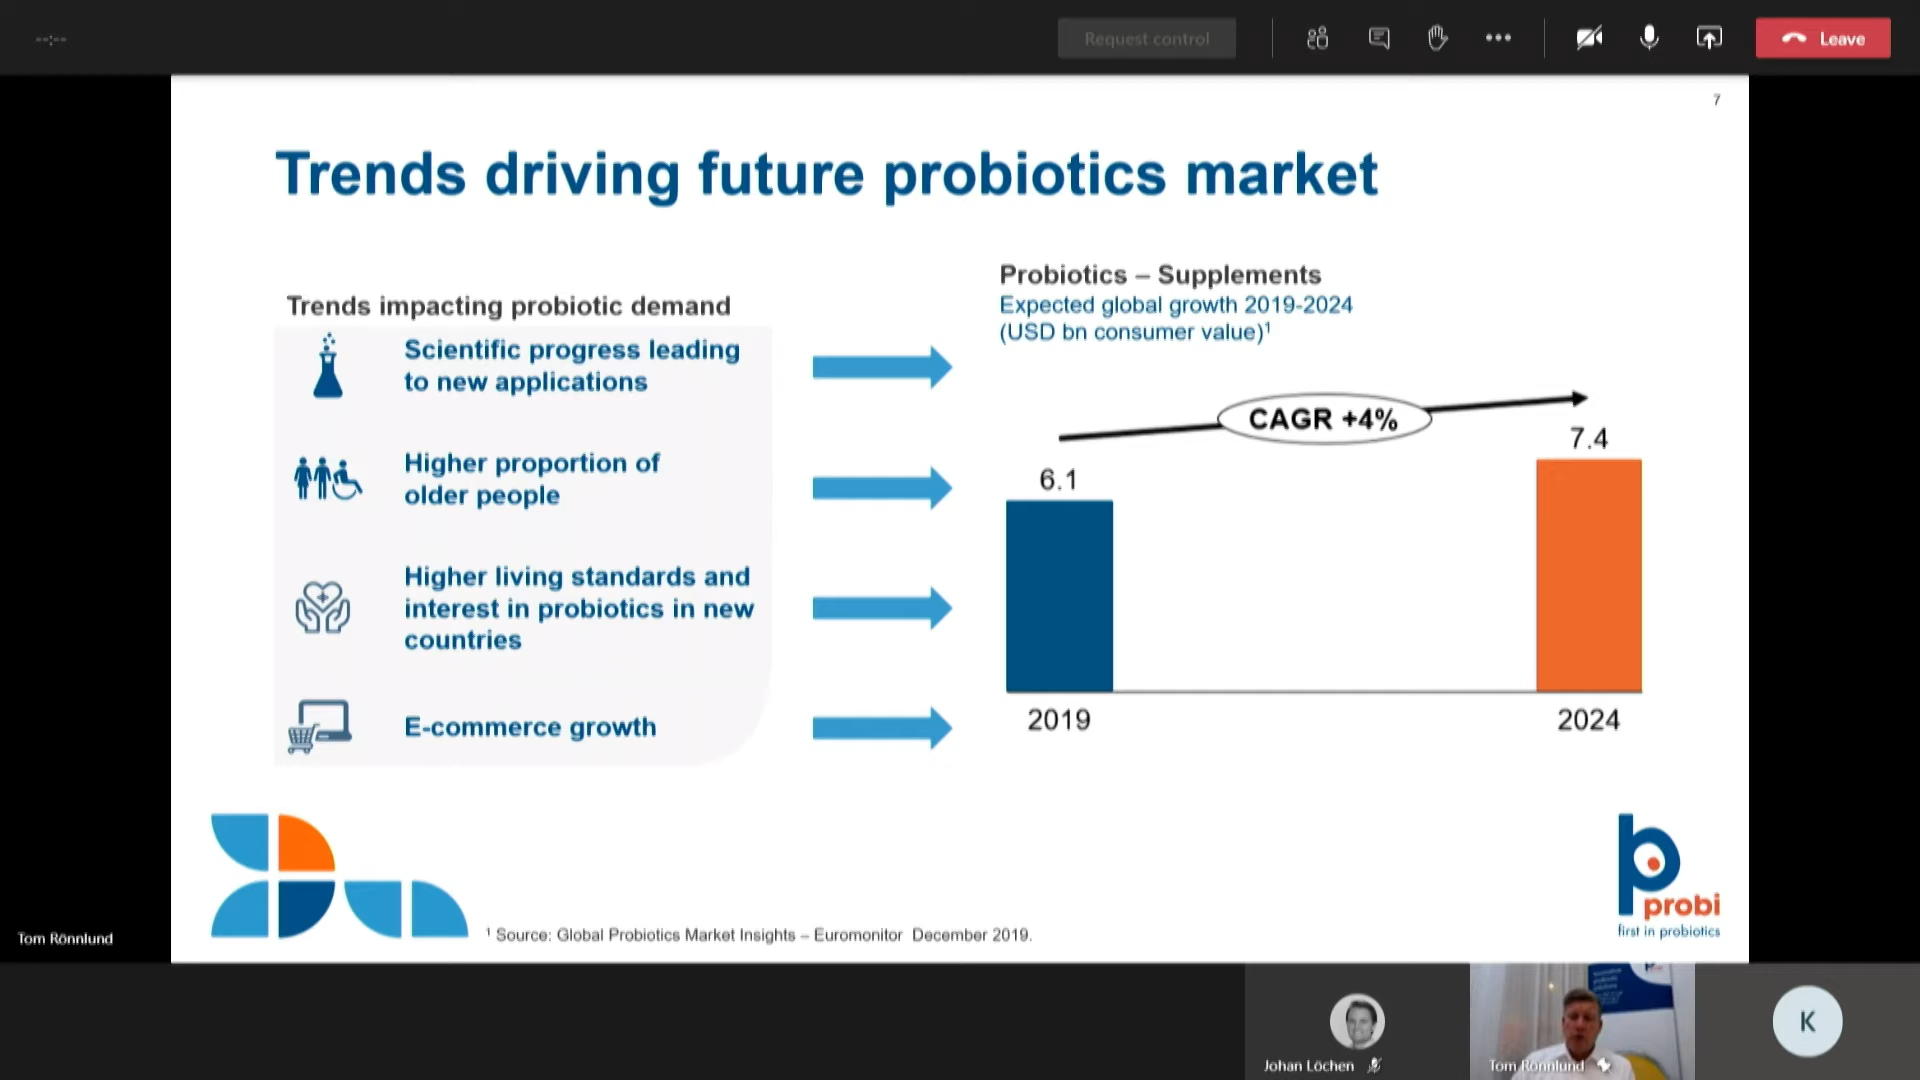 --:--
Request control
Leave
7
Trends driving future probiotics market
Trends impacting probiotic demand
Scientific progress leading
to new applications
Higher proportion of
older people
Higher living standards and
interest in probiotics in new
countries
E-commerce growth
Probiotics – Supplements
Expected global growth 2019-2024
(USD bn consumer value)¹
CAGR +4%
6.1
7.4
2019
2024
¹ Source: Global Probiotics Market Insights – Euromonitor December 2019.
probi
first in probiotics
Tom Rönnlund
Johan Löchen
Tom Rönnlund
K